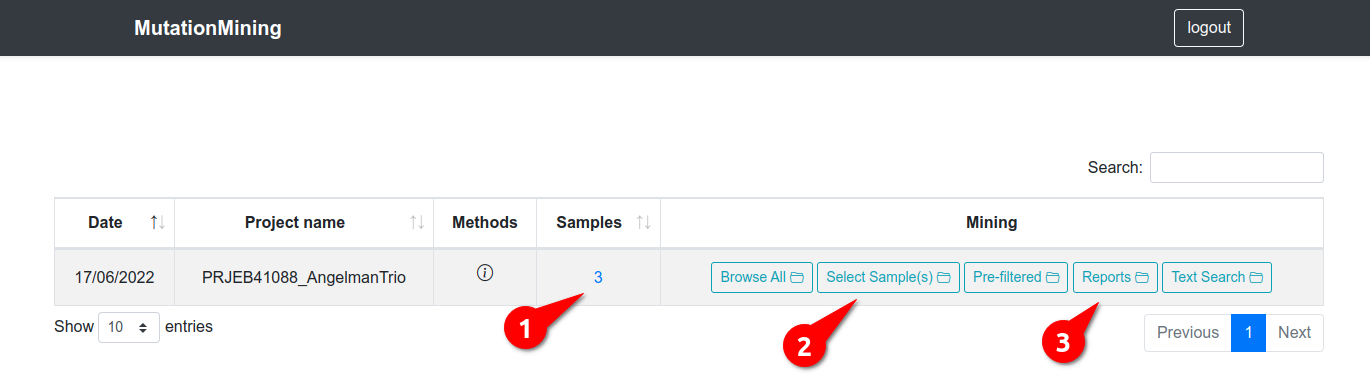 MutationMining logout
Search:
Date Project name Methods Samples Mining
17/06/2022 PRJEB41088_AngelmanTrio 3 Browse All Select Sample(s) Pre-filtered Reports Text Search
Show 10 entries Previous 1 Next
1 2 3